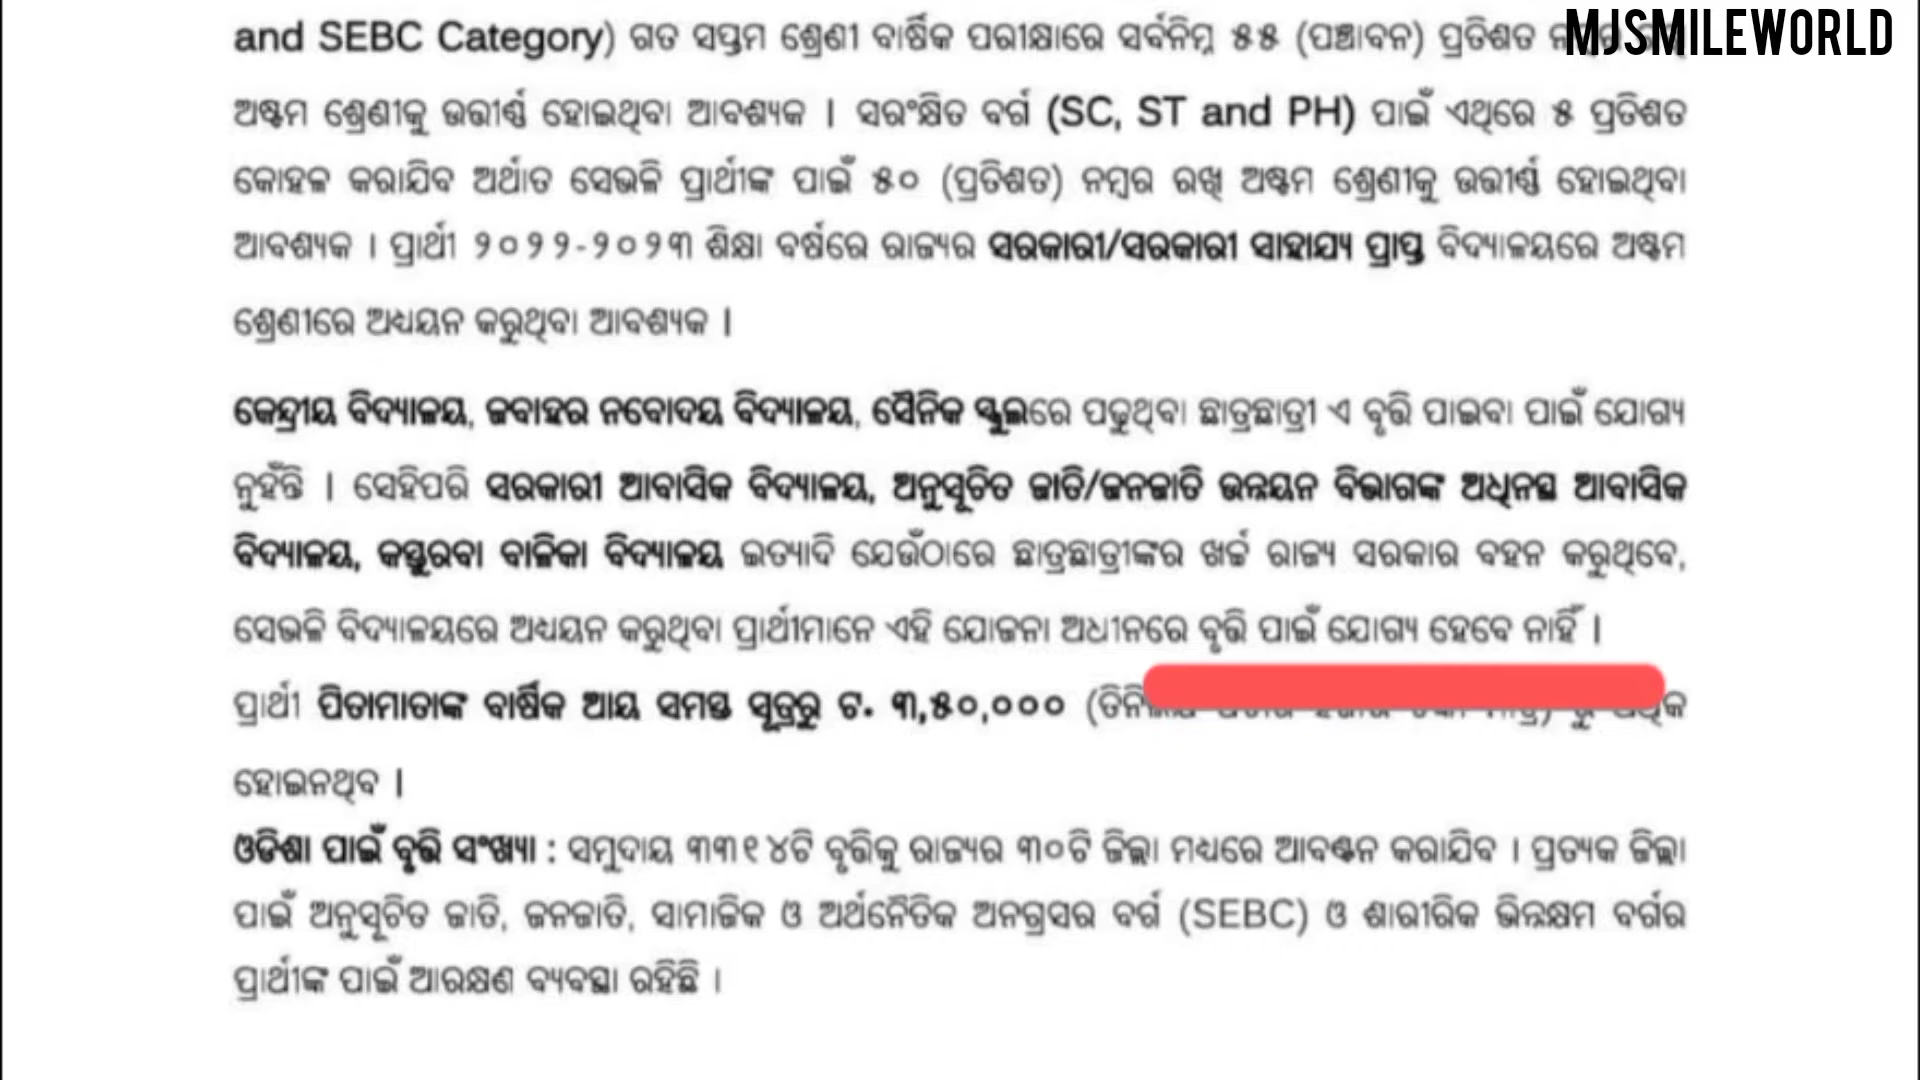 MJSMILEWORLD
and SEBC Category) ଗତ ସପ୍ତମ ଶ୍ରେଣୀ ବାର୍ଷିକ ପରୀକ୍ଷାରେ ସର୍ବନିମ୍ନ ୫୫ (ପଞ୍ଚାବନ) ପ୍ରତିଶତ
ଅଷ୍ଟମ ଶ୍ରେଣୀକୁ ଉତ୍ତୀର୍ଣ୍ଣ ହୋଇଥିବା ଆବଶ୍ୟକ । ସରଂକ୍ଷିତ ବର୍ଗ (SC, ST and PH) ପାଇଁ ଏଥିରେ ୫ ପ୍ରତିଶତ
କୋହଳ କରାଯିବ ଅର୍ଥାତ ସେଭଳି ପ୍ରାର୍ଥୀଙ୍କ ପାଇଁ ୫୦ (ପ୍ରତିଶତ) ନମ୍ବର ରଖି ଅଷ୍ଟମ ଶ୍ରେଣୀକୁ ଉତ୍ତୀର୍ଣ୍ଣ ହୋଇଥିବା
ଆବଶ୍ୟକ । ପ୍ରାର୍ଥୀ ୨୦୨୨-୨୦୨୩ ଶିକ୍ଷା ବର୍ଷରେ ରାଜ୍ୟର ସରକାରୀ/ସରକାରୀ ସାହାଯ୍ୟ ପ୍ରାପ୍ତ ବିଦ୍ୟାଳୟରେ ଅଷ୍ଟମ
ଶ୍ରେଣୀରେ ଅଧ୍ୟୟନ କରୁଥିବା ଆବଶ୍ୟକ ।
କେନ୍ଦ୍ରୀୟ ବିଦ୍ୟାଳୟ, ଜବାହର ନବୋଦୟ ବିଦ୍ୟାଳୟ, ସୈନିକ ସ୍କୁଲରେ ପଢୁଥିବା ଛାତ୍ରଛାତ୍ରୀ ଏ ବୃତ୍ତି ପାଇବା ପାଇଁ ଯୋଗ୍ୟ
ନୁହଁନ୍ତି । ସେହିପରି ସରକାରୀ ଆବାସିକ ବିଦ୍ୟାଳୟ, ଅନୁସୂଚିତ ଜାତି/ଜନଜାତି ଉନ୍ନୟନ ବିଭାଗଙ୍କ ଅଧିନସ୍ଥ ଆବାସିକ
ବିଦ୍ୟାଳୟ, କସ୍ତୁରବା ବାଳିକା ବିଦ୍ୟାଳୟ ଇତ୍ୟାଦି ଯେଉଁଠାରେ ଛାତ୍ରଛାତ୍ରୀଙ୍କର ଖର୍ଚ୍ଚ ରାଜ୍ୟ ସରକାର ବହନ କରୁଥିବେ,
ସେଭଳି ବିଦ୍ୟାଳୟରେ ଅଧ୍ୟୟନ କରୁଥିବା ପ୍ରାର୍ଥୀମାନେ ଏହି ଯୋଜନା ଅଧୀନରେ ବୃତ୍ତି ପାଇଁ ଯୋଗ୍ୟ ହେବେ ନାହିଁ ।
ପ୍ରାର୍ଥୀ ପିତାମାତାଙ୍କ ବାର୍ଷିକ ଆୟ ସମସ୍ତ ସୂତ୍ରରୁ ଟ. ୩,୫୦,୦୦୦
ହୋଇନଥିବ ।
ଓଡିଶା ପାଇଁ ବୃତ୍ତି ସଂଖ୍ୟା : ସମୁଦାୟ ୩୩୧୪ଟି ବୃତ୍ତିକୁ ରାଜ୍ୟର ୩୦ଟି ଜିଲ୍ଲା ମଧ୍ୟରେ ଆବଣ୍ଟନ କରାଯିବ । ପ୍ରତ୍ୟକ ଜିଲ୍ଲା
ପାଇଁ ଅନୁସୂଚିତ ଜାତି, ଜନଜାତି, ସାମାଜିକ ଓ ଅର୍ଥନୈତିକ ଅନଗ୍ରସର ବର୍ଗ (SEBC) ଓ ଶାରୀରିକ ଭିନ୍ନକ୍ଷମ ବର୍ଗର
ପ୍ରାର୍ଥୀଙ୍କ ପାଇଁ ଆରକ୍ଷଣ ବ୍ୟବସ୍ଥା ରହିଛି ।